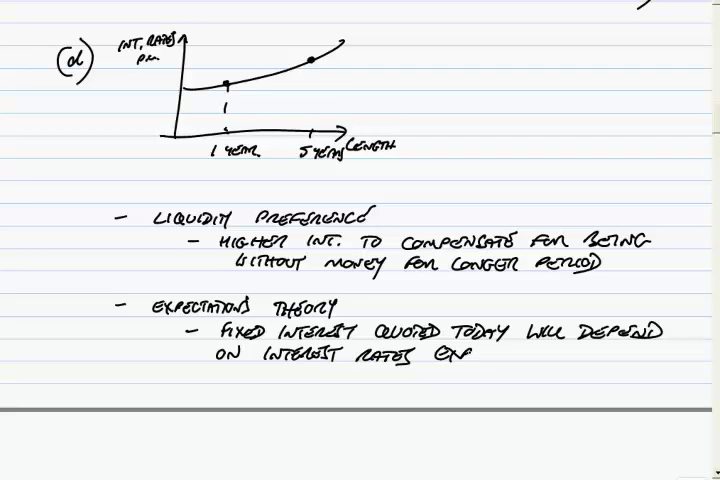 (d)
INT. RATES
p.a.
1 YEAR
5 YEARS
LENGTH
- LIQUIDITY PREFERENCE
- HIGHER INT. TO COMPENSATE FOR BEING
WITHOUT MONEY FOR LONGER PERIOD
- EXPECTATIONS THEORY
- FIXED INTEREST QUOTED TODAY WILL DEPEND
ON INTEREST RATES EXP